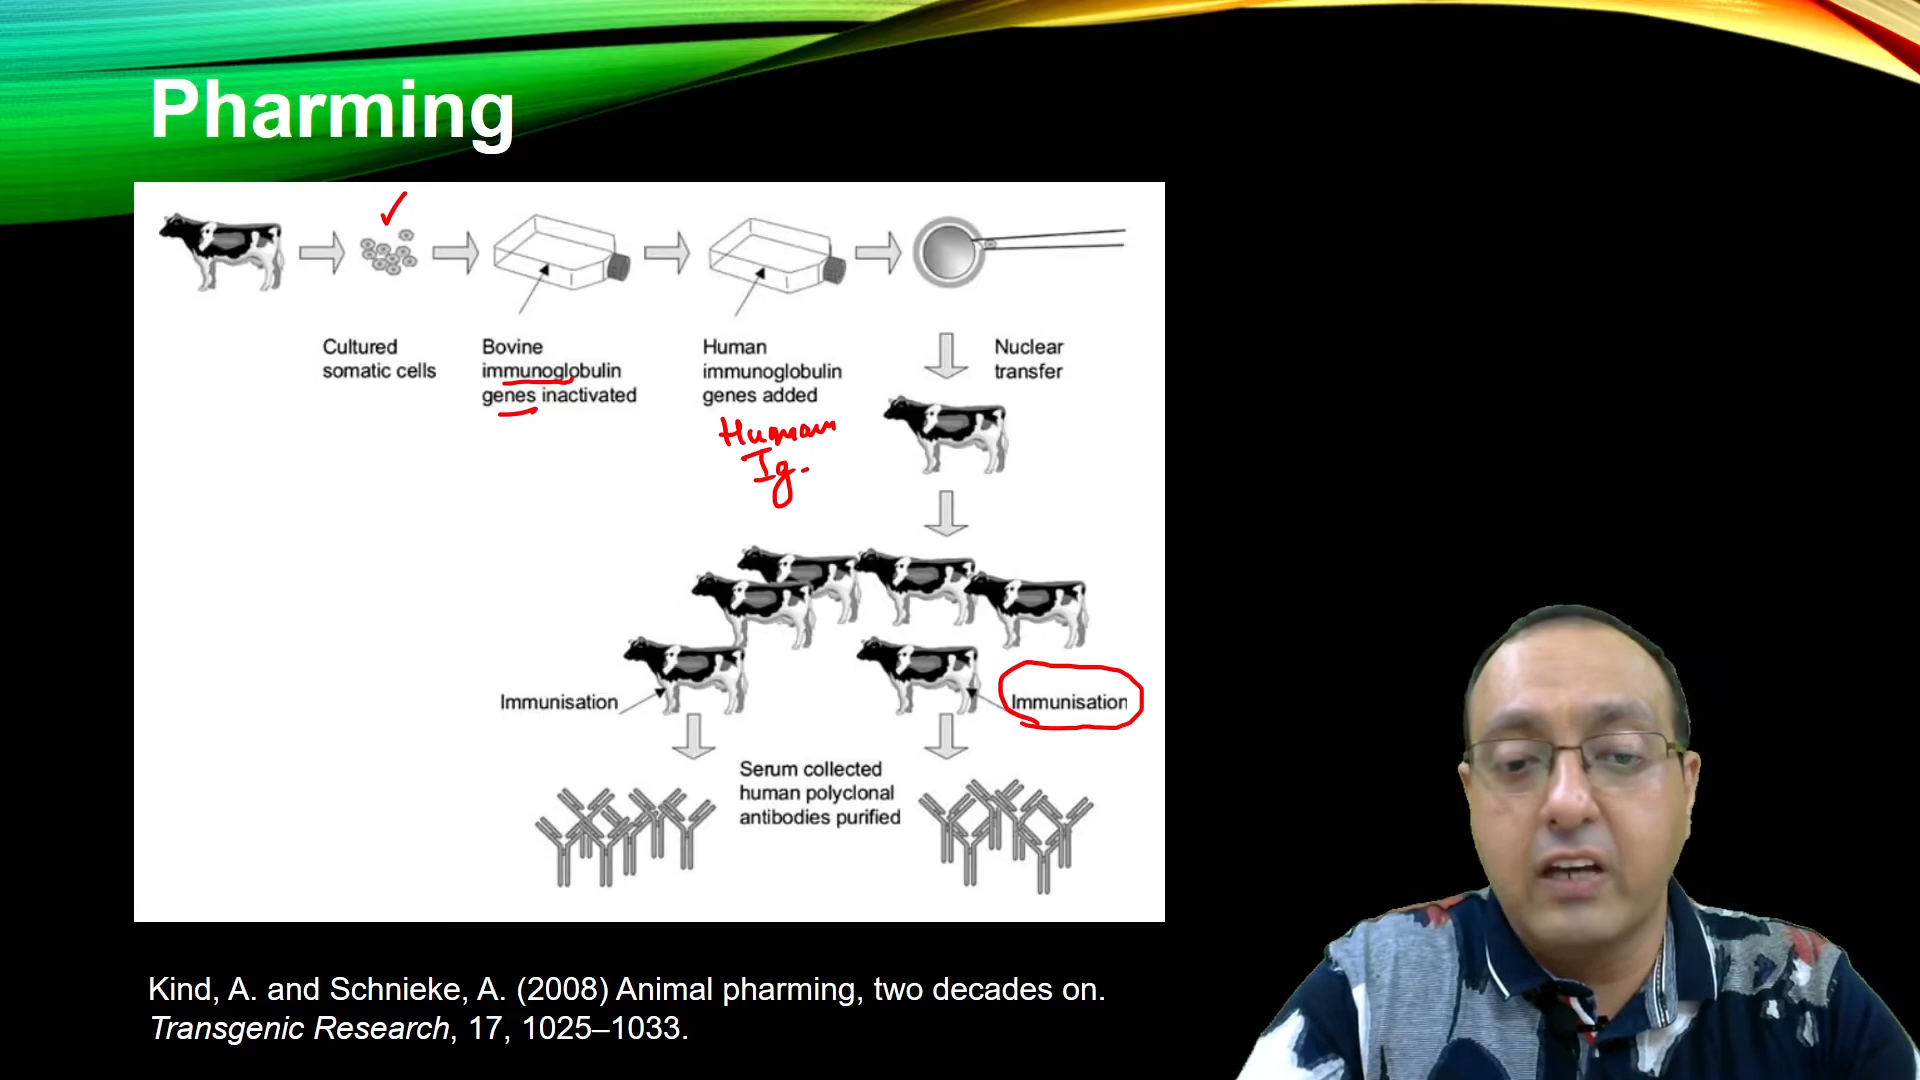 Pharming
Cultured
somatic cells
Bovine
immunoglobulin
genes inactivated
Human
immunoglobulin
genes added
Human
Ig.
Nuclear
transfer
Immunisation
Immunisation
Serum collected
human polyclonal
antibodies purified
Kind, A. and Schnieke, A. (2008) Animal pharming, two decades on.
Transgenic Research, 17, 1025–1033.